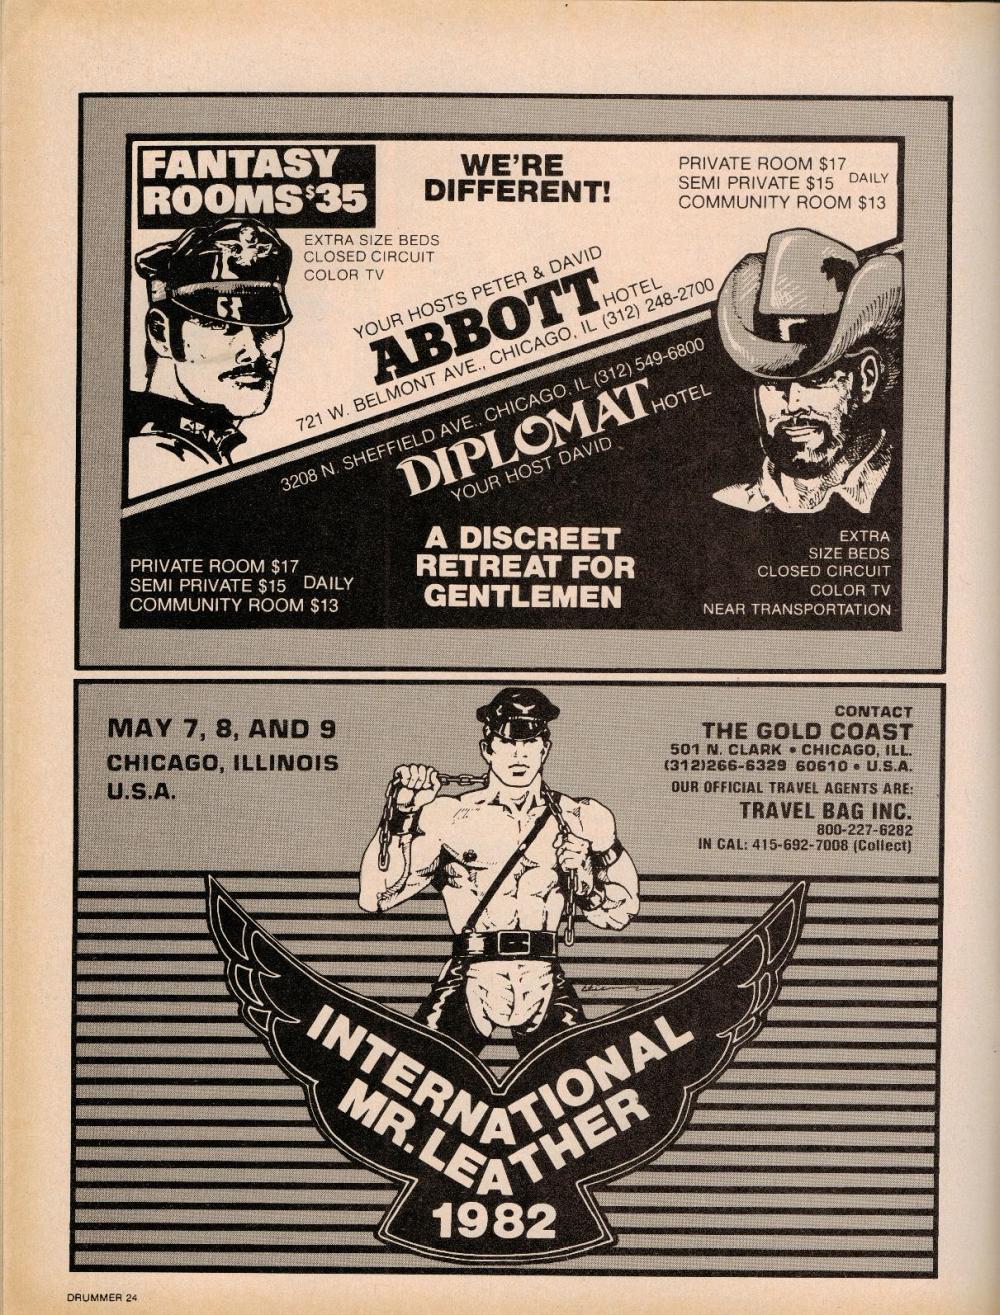 FANTASY
ROOMS $35
EXTRA SIZE BEDS
CLOSED CIRCUIT
COLOR TV
WE'RE
DIFFERENT!
PRIVATE ROOM $17
SEMI PRIVATE $15 DAILY
COMMUNITY ROOM $13
YOUR HOSTS PETER & DAVID
ABBOTT HOTEL
721 W. BELMONT AVE., CHICAGO, IL (312) 248-2700
3208 N. SHEFFIELD AVE., CHICAGO. IL (312) 549-6800
DIPLOMAT HOTEL
YOUR HOST DAVID
A DISCREET
RETREAT FOR
GENTLEMEN
PRIVATE ROOM $17
SEMI PRIVATE $15 DAILY
COMMUNITY ROOM $13
EXTRA
SIZE BEDS
CLOSED CIRCUIT
COLOR TV
NEAR TRANSPORTATION
MAY 7, 8, AND 9
CHICAGO, ILLINOIS
U.S.A.
CONTACT
THE GOLD COAST
501 N. CLARK • CHICAGO, ILL.
(312)266-6329 60610 • U.S.A.
OUR OFFICIAL TRAVEL AGENTS ARE:
TRAVEL BAG INC.
800-227-6282
IN CAL: 415-692-7008 (Collect)
INTERNATIONAL
MR. LEATHER
1982
DRUMMER 24